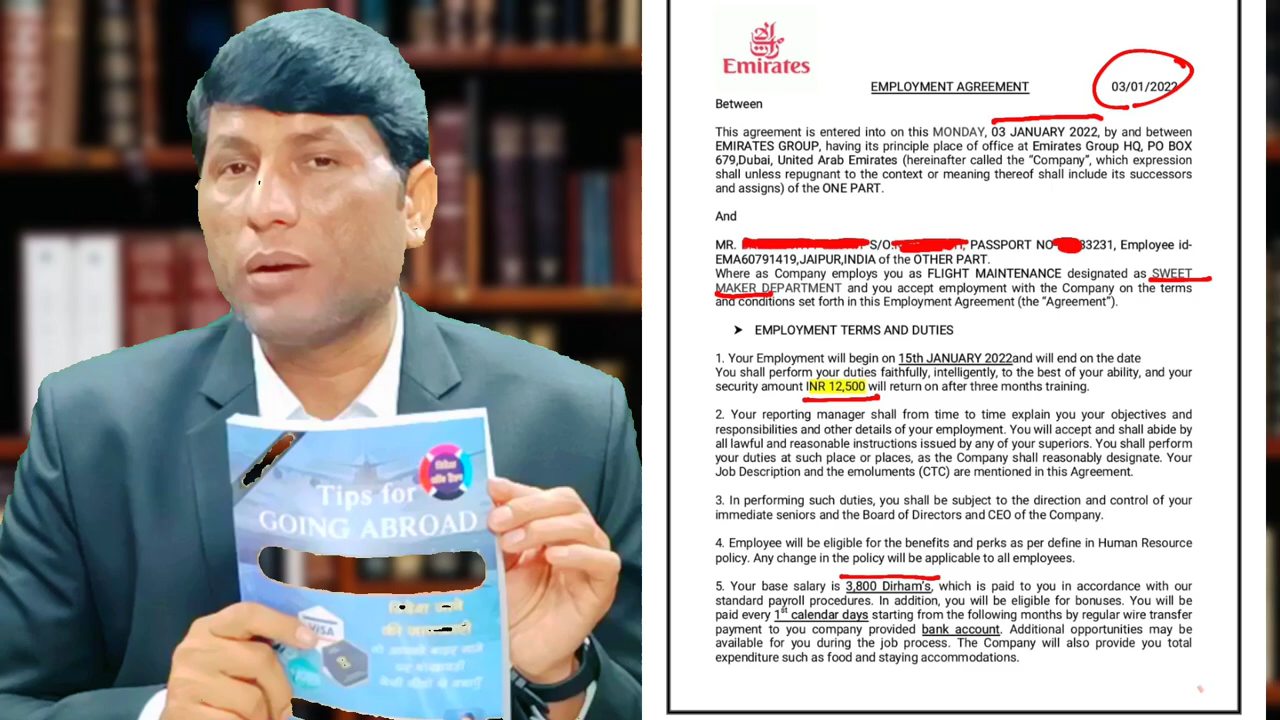 Tips for
GOING ABROAD
VISA
Emirates
EMPLOYMENT AGREEMENT
03/01/2022
Between
This agreement is entered into on this MONDAY, 03 JANUARY 2022, by and between
EMIRATES GROUP, having its principle place of office at Emirates Group HQ, PO BOX
679,Dubai, United Arab Emirates (hereinafter called the “Company”, which expression
shall unless repugnant to the context or meaning thereof shall include its successors
and assigns) of the ONE PART.
And
MR. S/O. PASSPORT NO 83231, Employee id-
EMA60791419,JAIPUR,INDIA of the OTHER PART.
Where as Company employs you as FLIGHT MAINTENANCE designated as SWEET
MAKER DEPARTMENT and you accept employment with the Company on the terms
and conditions set forth in this Employment Agreement (the “Agreement”).
➤ EMPLOYMENT TERMS AND DUTIES
1. Your Employment will begin on 15th JANUARY 2022and will end on the date
You shall perform your duties faithfully, intelligently, to the best of your ability, and your
security amount INR 12,500 will return on after three months training.
2. Your reporting manager shall from time to time explain you your objectives and
responsibilities and other details of your employment. You will accept and shall abide by
all lawful and reasonable instructions issued by any of your superiors. You shall perform
your duties at such place or places, as the Company shall reasonably designate. Your
Job Description and the emoluments (CTC) are mentioned in this Agreement.
3. In performing such duties, you shall be subject to the direction and control of your
immediate seniors and the Board of Directors and CEO of the Company.
4. Employee will be eligible for the benefits and perks as per define in Human Resource
policy. Any change in the policy will be applicable to all employees.
5. Your base salary is 3,800 Dirham’s, which is paid to you in accordance with our
standard payroll procedures. In addition, you will be eligible for bonuses. You will be
paid every 1st calendar days starting from the following months by regular wire transfer
payment to you company provided bank account. Additional opportunities may be
available for you during the job process. The Company will also provide you total
expenditure such as food and staying accommodations.